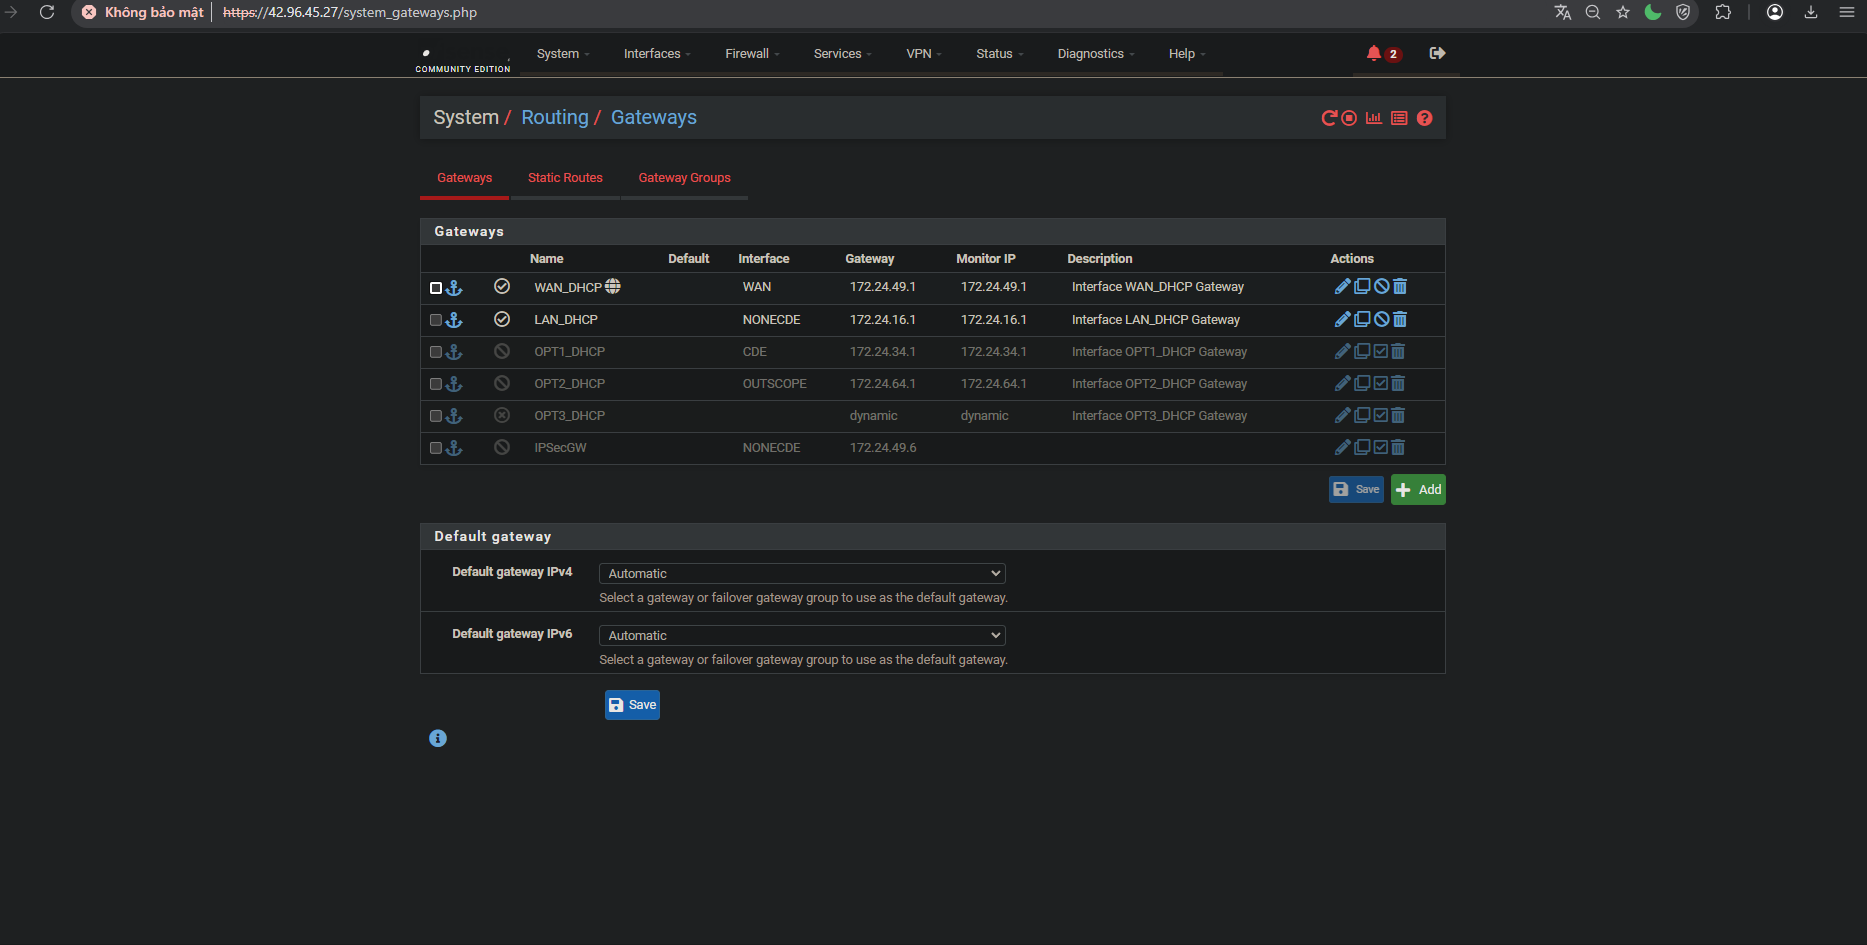 Không bảo mật https://42.96.45.27/system_gateways.php
COMMUNITY EDITION System Interfaces Firewall Services VPN Status Diagnostics Help 2
System / Routing / Gateways
Gateways Static Routes Gateway Groups
Gateways
Name Default Interface Gateway Monitor IP Description Actions
WAN_DHCP WAN 172.24.49.1 172.24.49.1 Interface WAN_DHCP Gateway
LAN_DHCP NONECDE 172.24.16.1 172.24.16.1 Interface LAN_DHCP Gateway
OPT1_DHCP CDE 172.24.34.1 172.24.34.1 Interface OPT1_DHCP Gateway
OPT2_DHCP OUTSCOPE 172.24.64.1 172.24.64.1 Interface OPT2_DHCP Gateway
OPT3_DHCP dynamic dynamic Interface OPT3_DHCP Gateway
IPSecGW NONECDE 172.24.49.6
Save Add
Default gateway
Default gateway IPv4 Automatic
Select a gateway or failover gateway group to use as the default gateway.
Default gateway IPv6 Automatic
Select a gateway or failover gateway group to use as the default gateway.
Save